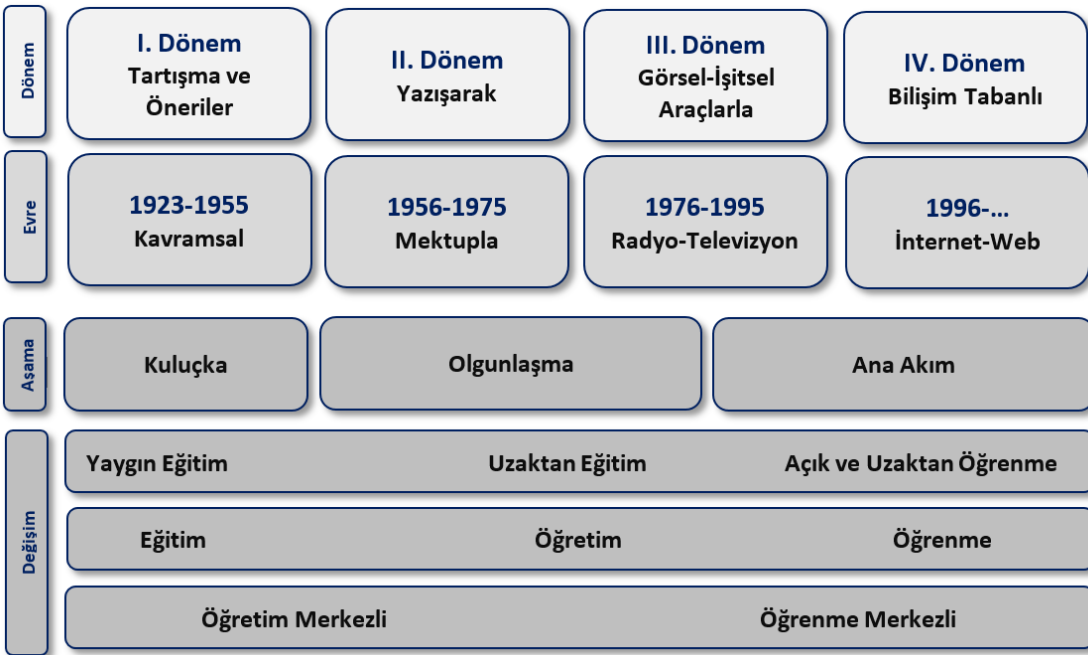 Dönem
I. Dönem
Tartışma ve
Öneriler
II. Dönem
Yazışarak
III. Dönem
Görsel-İşitsel
Araçlarla
IV. Dönem
Bilişim Tabanlı
Evre
1923-1955
Kavramsal
1956-1975
Mektupla
1976-1995
Radyo-Televizyon
1996-...
İnternet-Web
Aşama
Kuluçka
Olgunlaşma
Ana Akım
Değişim
Yaygın Eğitim
Uzaktan Eğitim
Açık ve Uzaktan Öğrenme
Eğitim
Öğretim
Öğrenme
Öğretim Merkezli
Öğrenme Merkezli